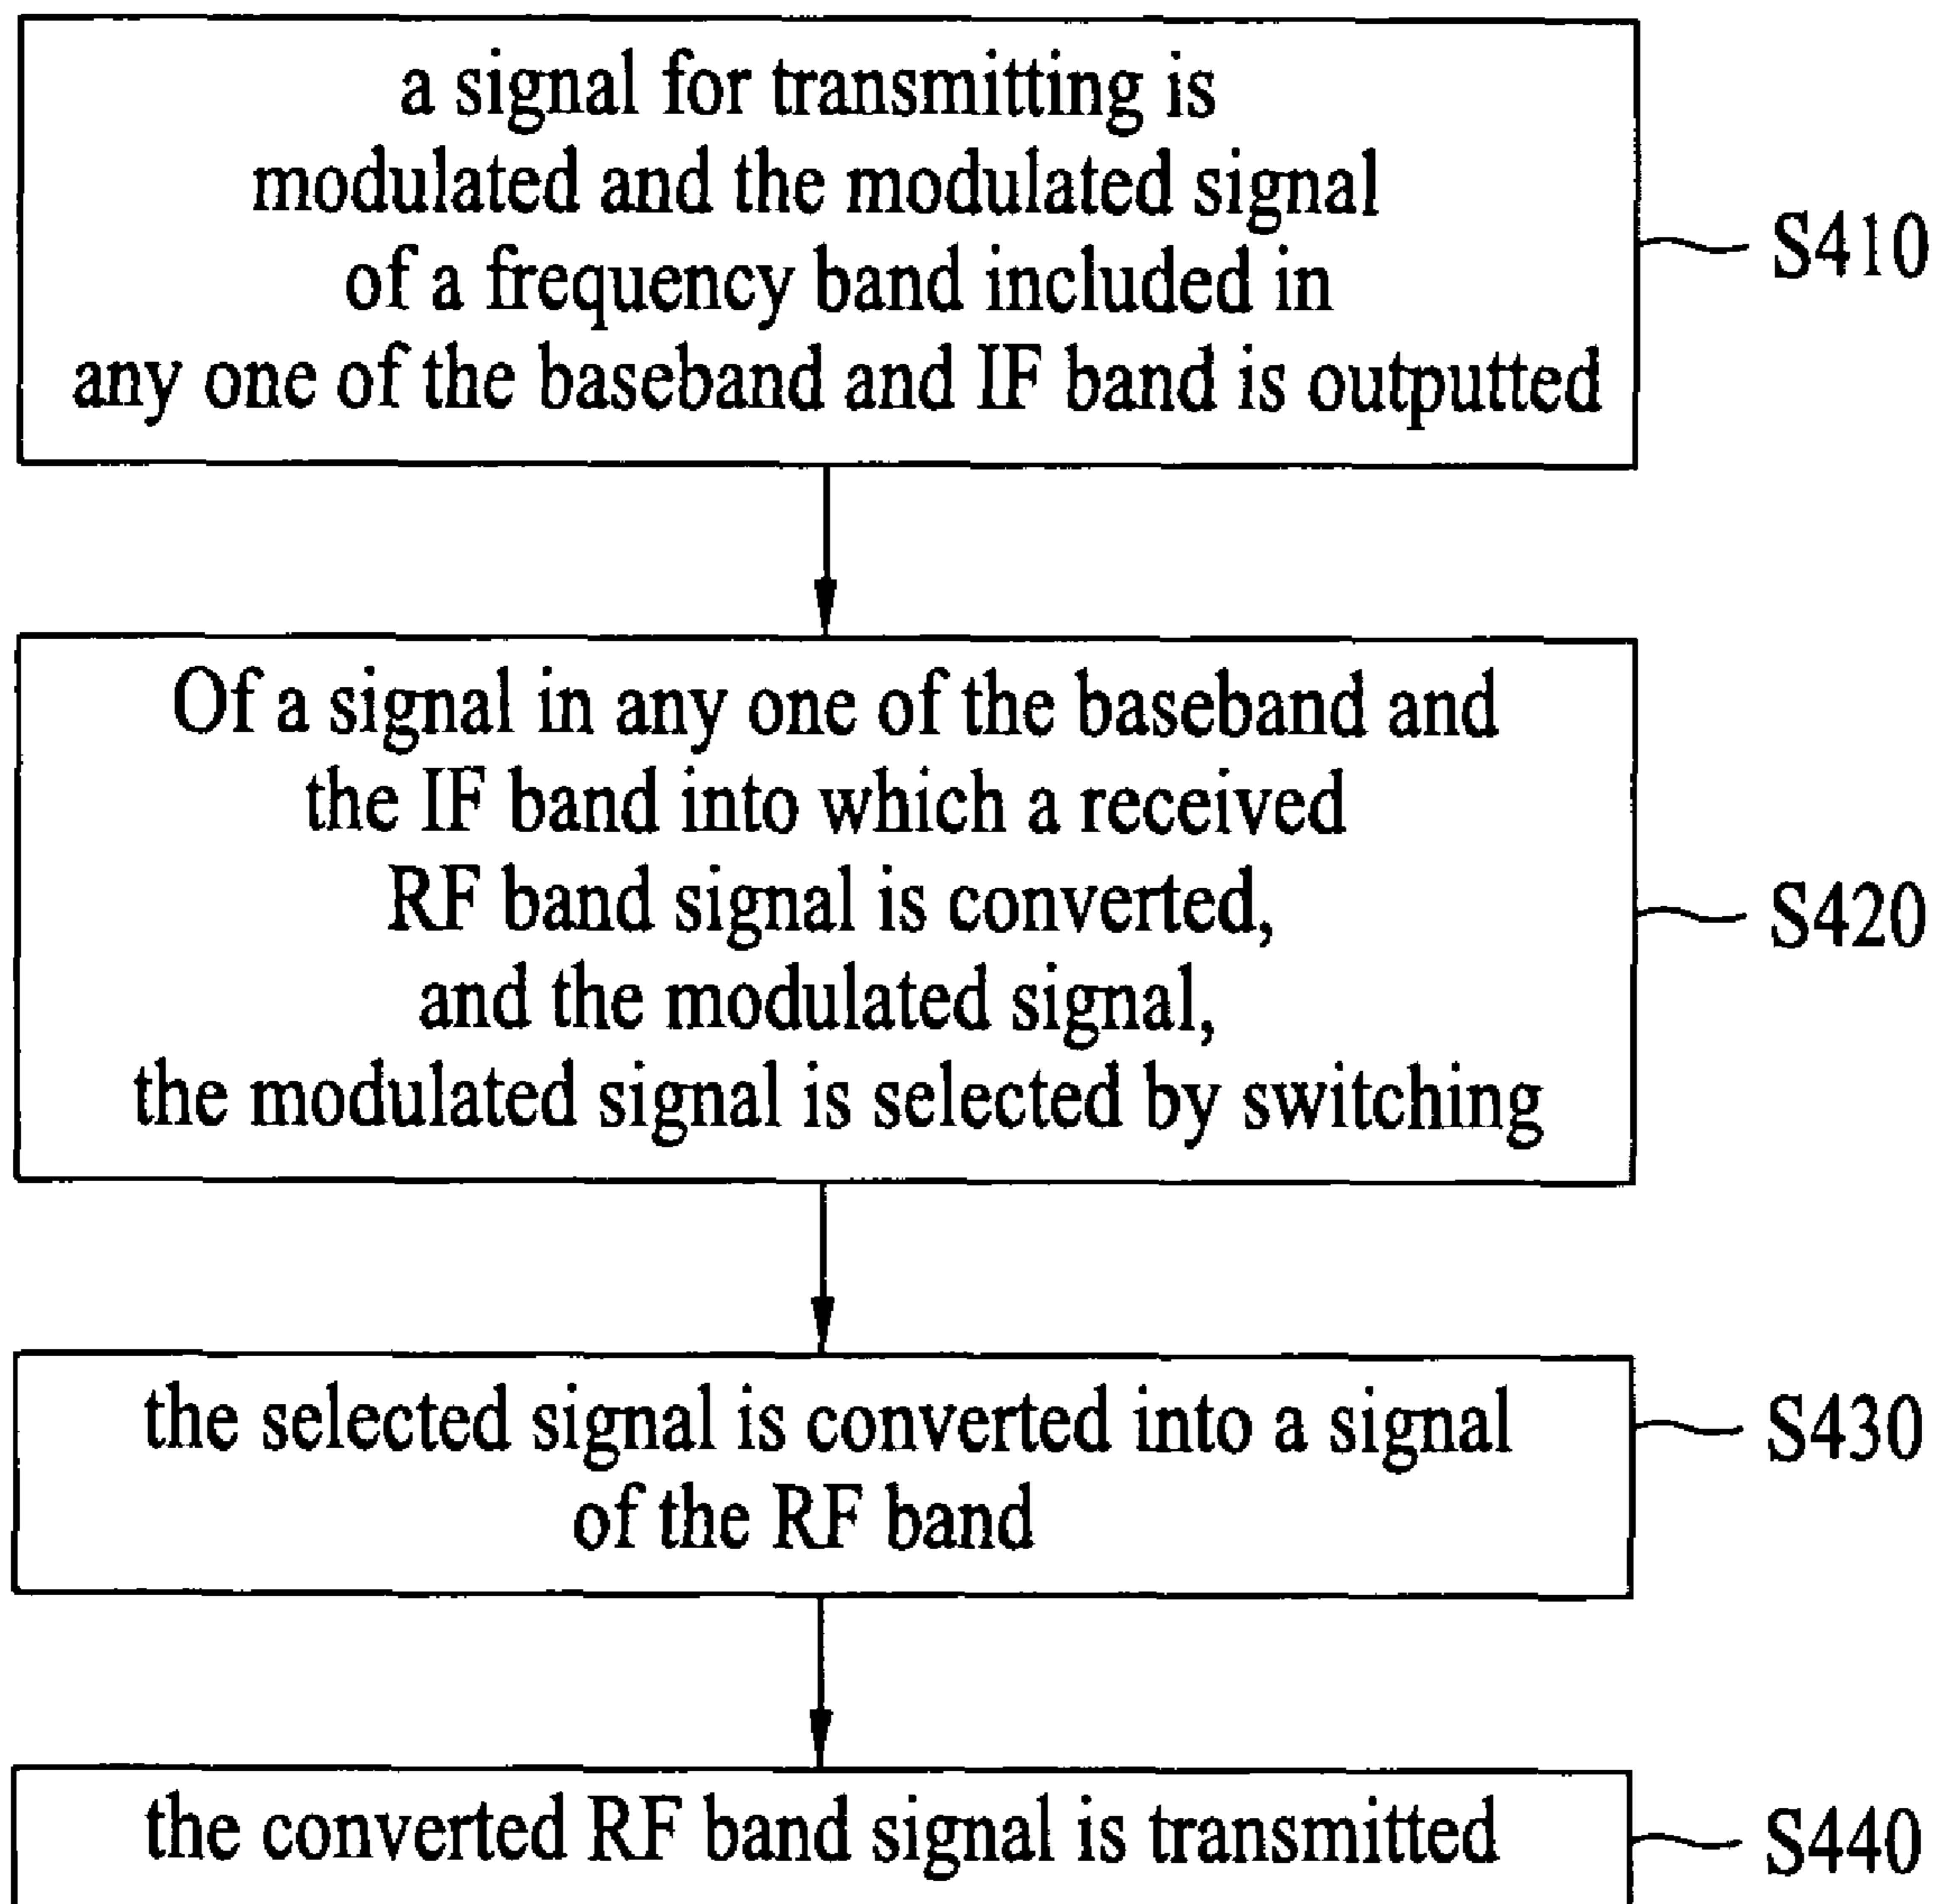 a signal for transmitting is
modulated and the modulated signal
of a frequency band included in
any one of the baseband and IF band is outputted
S410
Of a signal in any one of the baseband and
the IF band into which a received
RF band signal is converted,
and the modulated signal,
the modulated signal is selected by switching
S420
the selected signal is converted into a signal
of the RF band
S430
the converted RF band signal is transmitted
S440